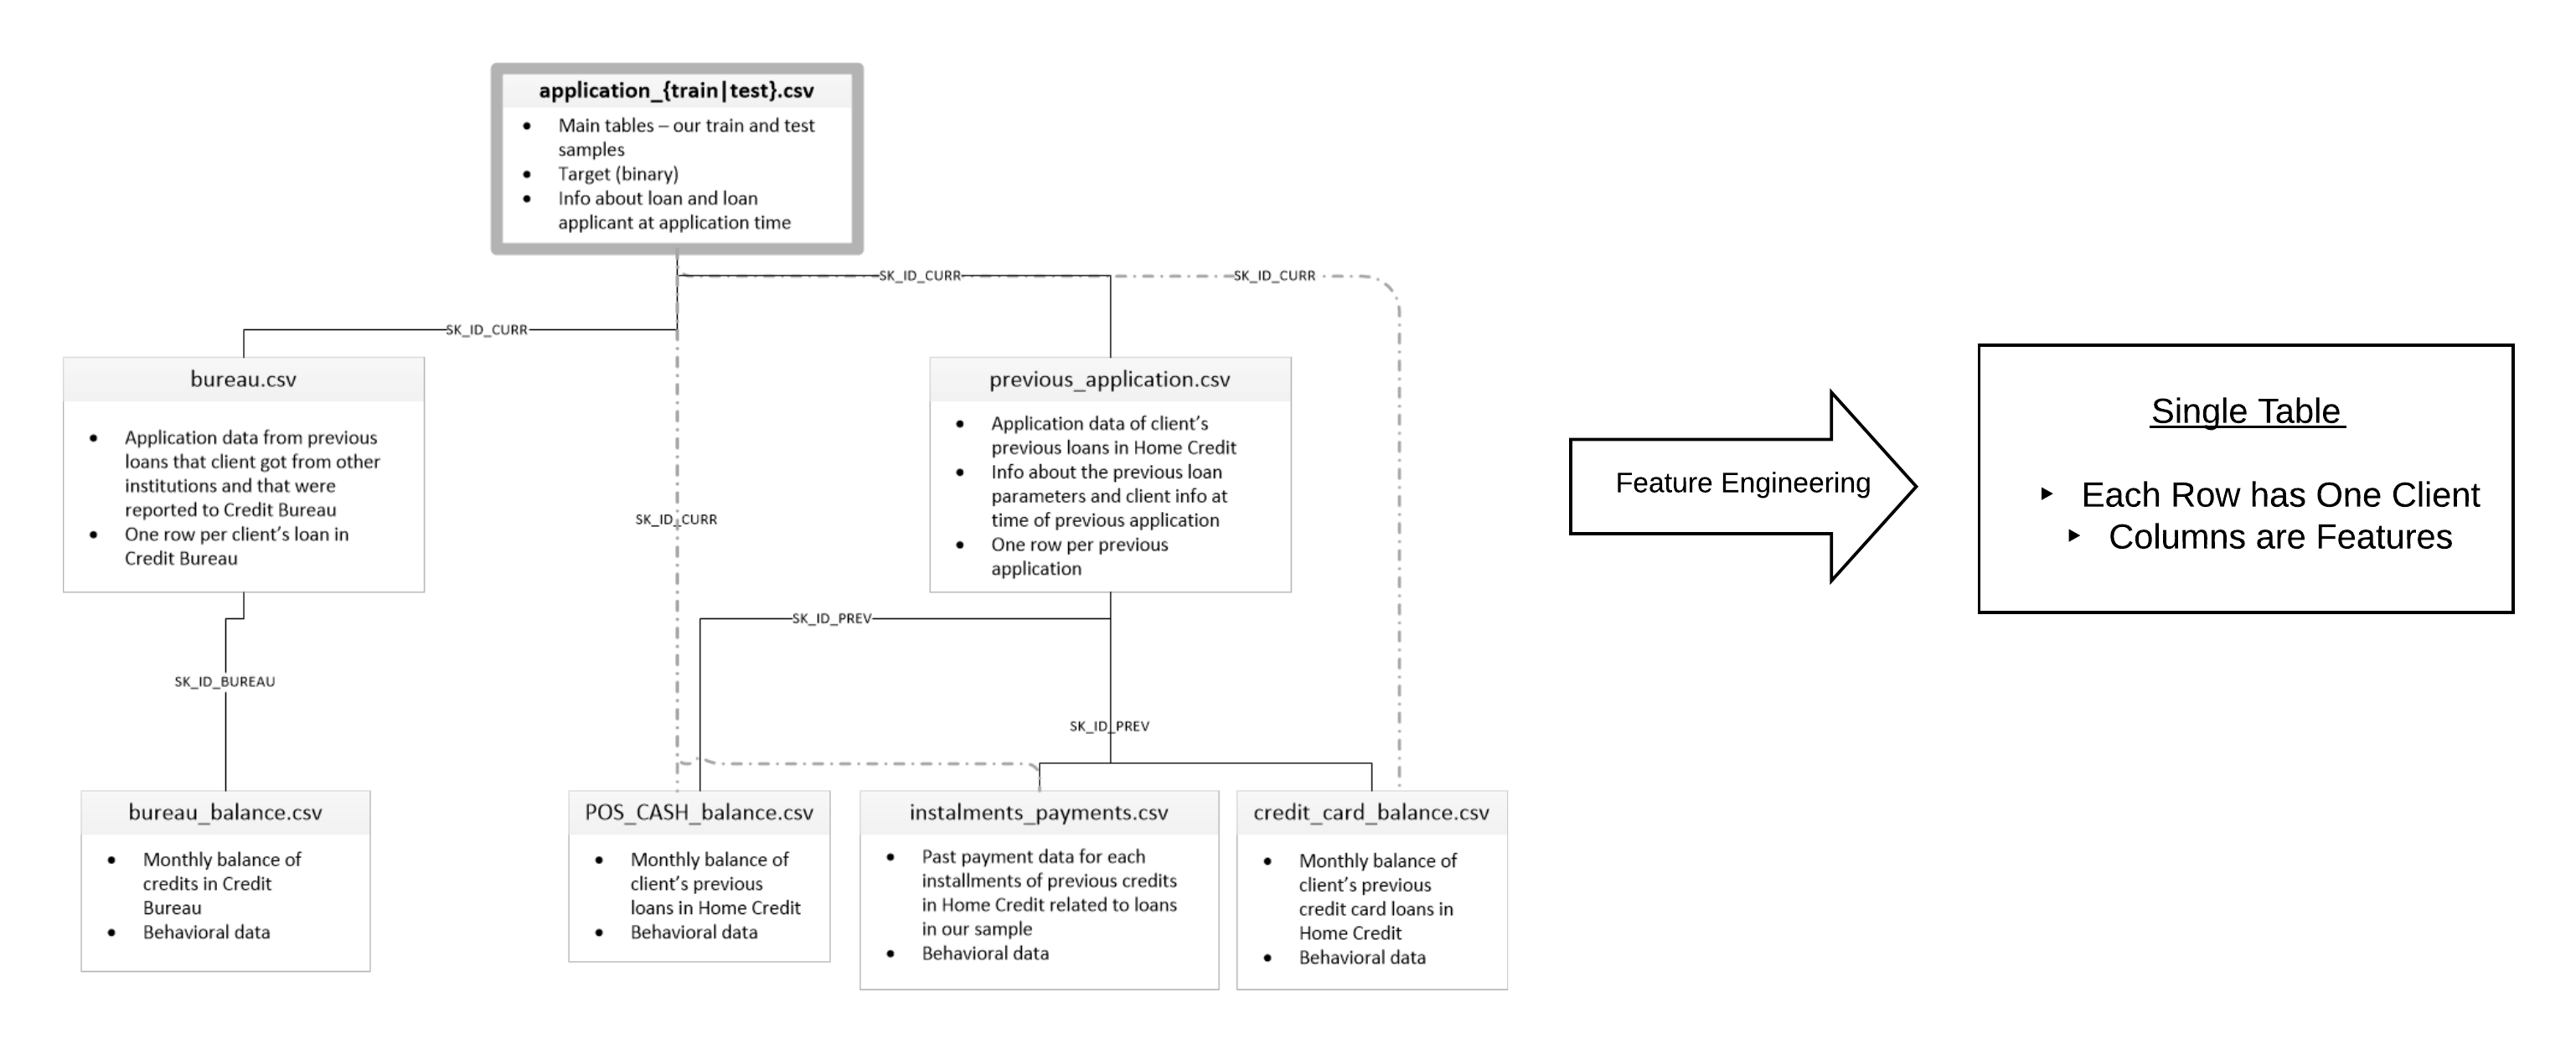 application_{train|test}.csv
• Main tables – our train and test
samples
• Target (binary)
• Info about loan and loan
applicant at application time
SK_ID_CURR
SK_ID_CURR
SK_ID_CURR
bureau.csv
• Application data from previous
loans that client got from other
institutions and that were
reported to Credit Bureau
• One row per client's loan in
Credit Bureau
previous_application.csv
• Application data of client's
previous loans in Home Credit
• Info about the previous loan
parameters and client info at
time of previous application
• One row per previous
application
SK_ID_CURR
SK_ID_PREV
SK_ID_BUREAU
SK_ID_PREV
bureau_balance.csv
• Monthly balance of
credits in Credit
Bureau
• Behavioral data
POS_CASH_balance.csv
• Monthly balance of
client's previous
loans in Home Credit
• Behavioral data
instalments_payments.csv
• Past payment data for each
installments of previous credits
in Home Credit related to loans
in our sample
• Behavioral data
credit_card_balance.csv
• Monthly balance of
client's previous
credit card loans in
Home Credit
• Behavioral data
Feature Engineering
Single Table
‣ Each Row has One Client
‣ Columns are Features